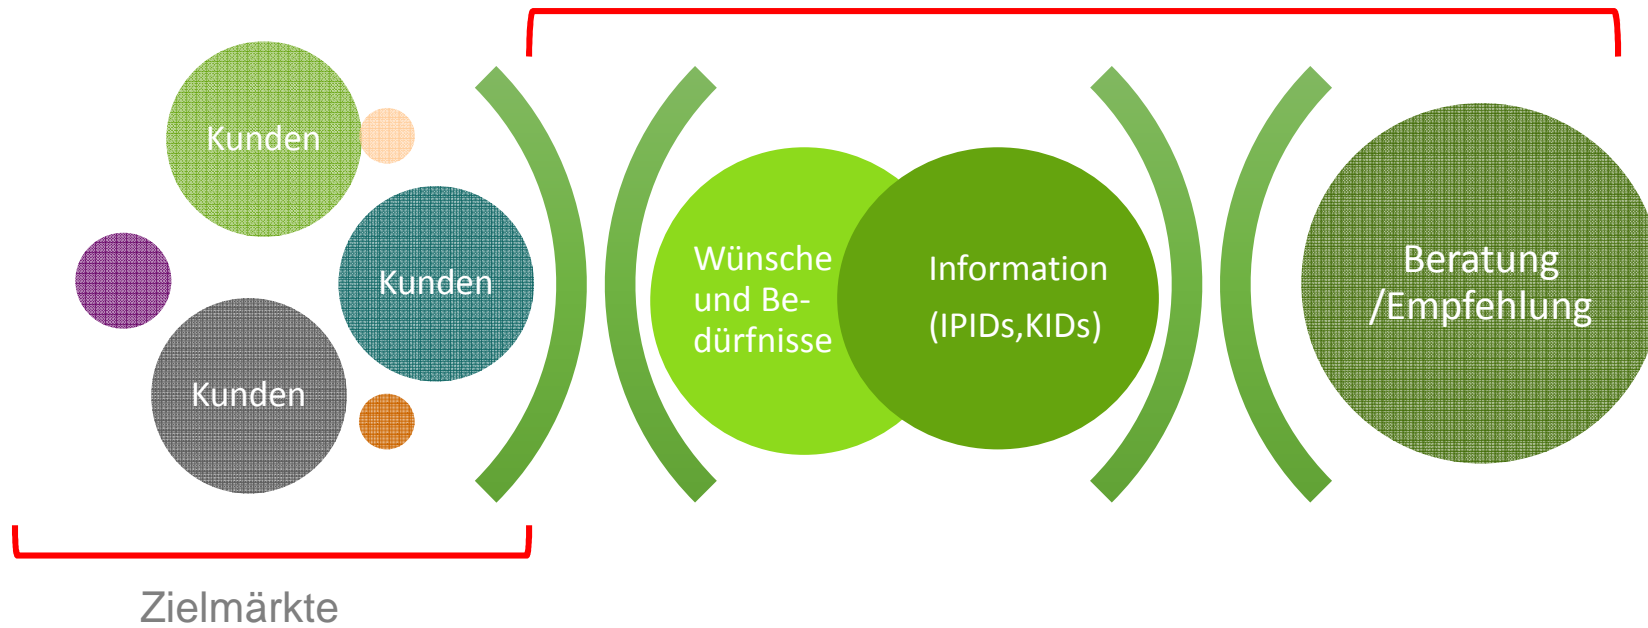 Kunden
Kunden
Kunden
Wünsche
und Be-
dürfnisse
Information
(IPIDs,KIDs)
Beratung
/Empfehlung
Zielmärkte